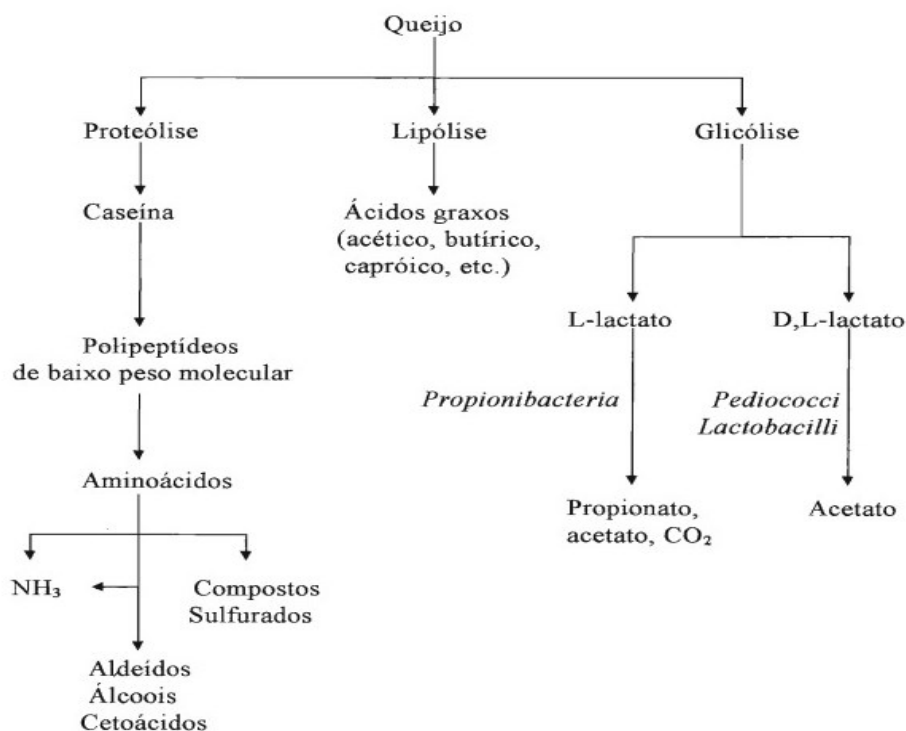 Queijo
Proteólise
Lipólise
Glicólise
Caseína
Ácidos graxos
(acético, butírico,
capróico, etc.)
L-lactato
D,L-lactato
Polipeptídeos
de baixo peso molecular
Propionibacteria
Pediococci
Lactobacilli
Aminoácidos
Propionato,
acetato, CO₂
Acetato
NH₃
Compostos
Sulfurados
Aldeídos
Álcoois
Cetoácidos